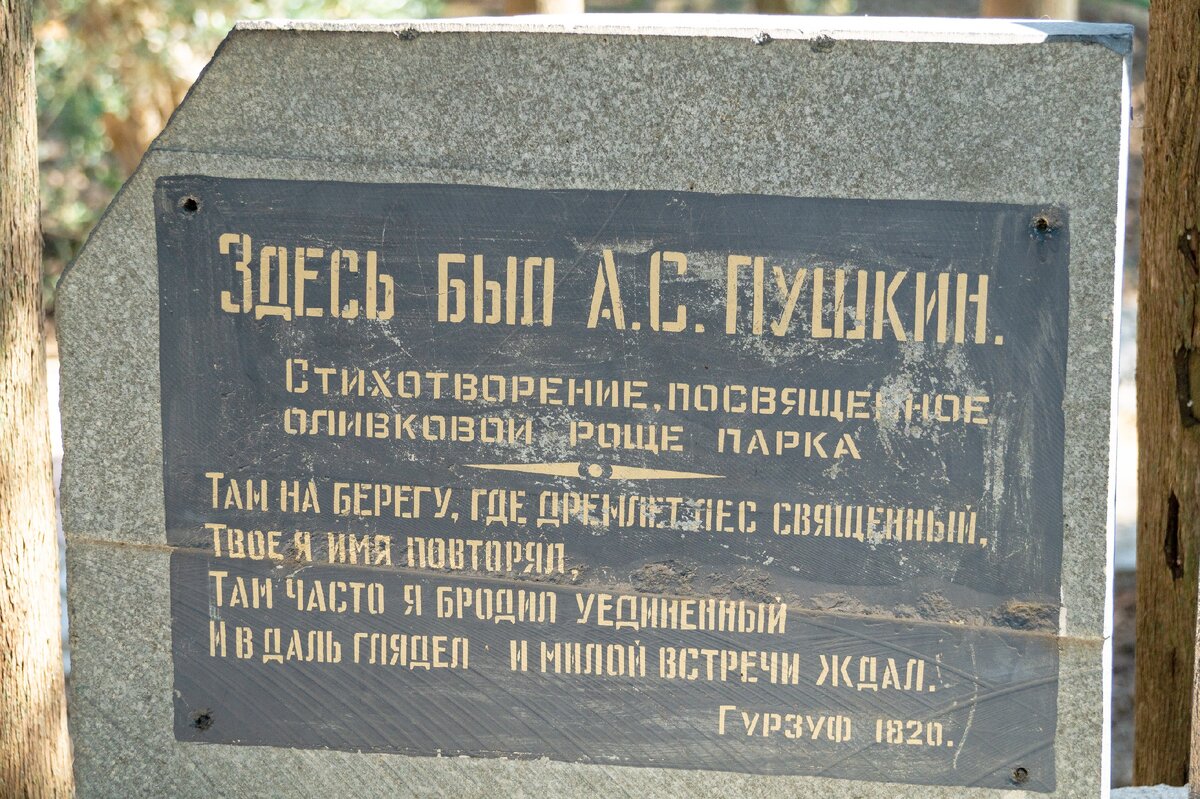 Здесь был А.С. Пушкин.
Стихотворение, посвященное
оливковой роще парка
Там на берегу, где дремлет лес священный,
Твое я имя повторял,
Там часто я бродил уединенный
И в даль глядел и милой встречи ждал.
Гурзуф 1820.